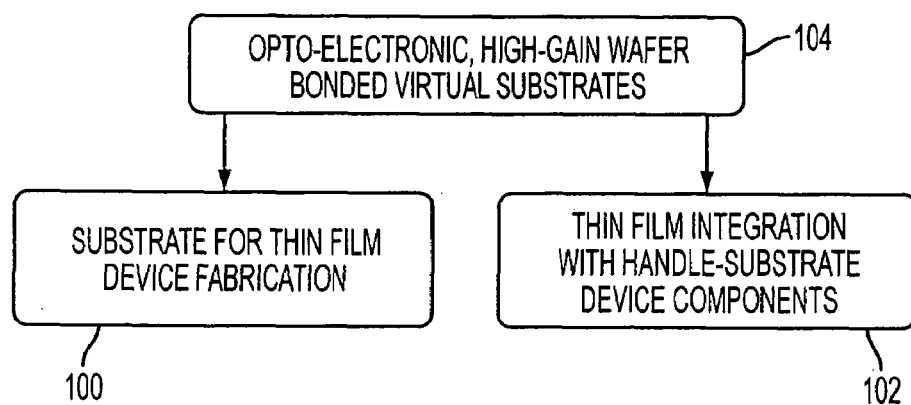 OPTO-ELECTRONIC, HIGH-GAIN WAFER
BONDED VIRTUAL SUBSTRATES
104
SUBSTRATE FOR THIN FILM
DEVICE FABRICATION
100
THIN FILM INTEGRATION
WITH HANDLE-SUBSTRATE
DEVICE COMPONENTS
102